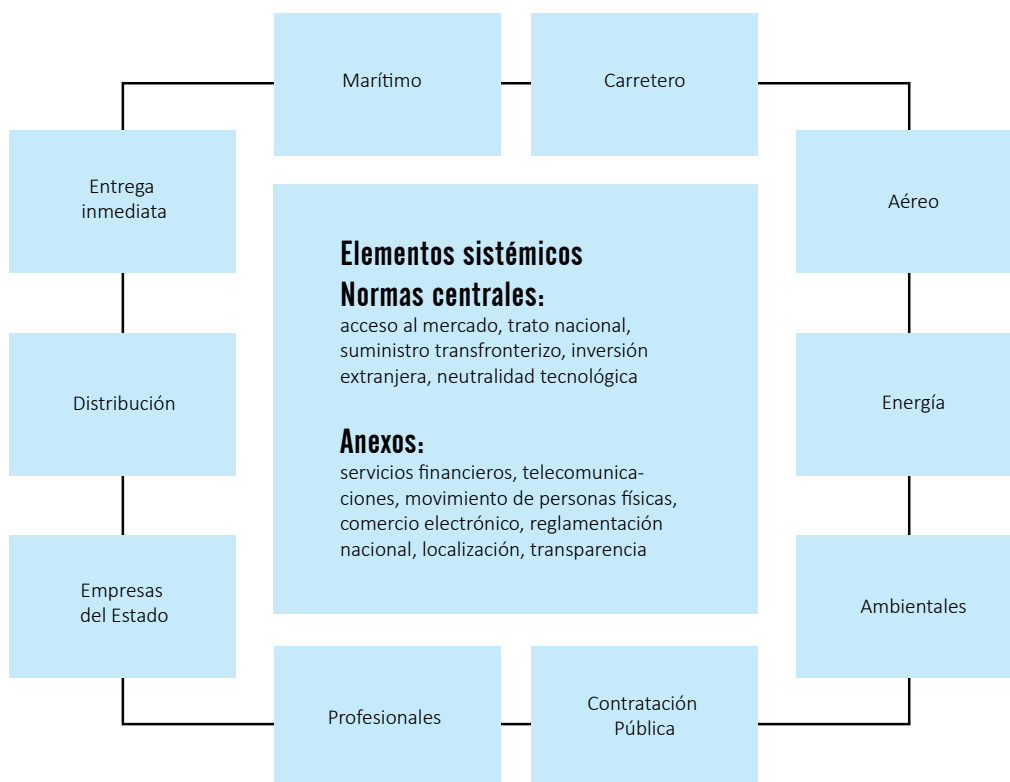 Marítimo
Carretero
Entrega
inmediata
Aéreo
Elementos sistémicos
Normas centrales:
acceso al mercado, trato nacional,
suministro transfronterizo, inversión
extranjera, neutralidad tecnológica
Distribución
Energía
Anexos:
servicios financieros, telecomunica-
ciones, movimiento de personas físicas,
comercio electrónico, reglamentación
nacional, localización, transparencia
Empresas
del Estado
Ambientales
Profesionales
Contratación
Pública